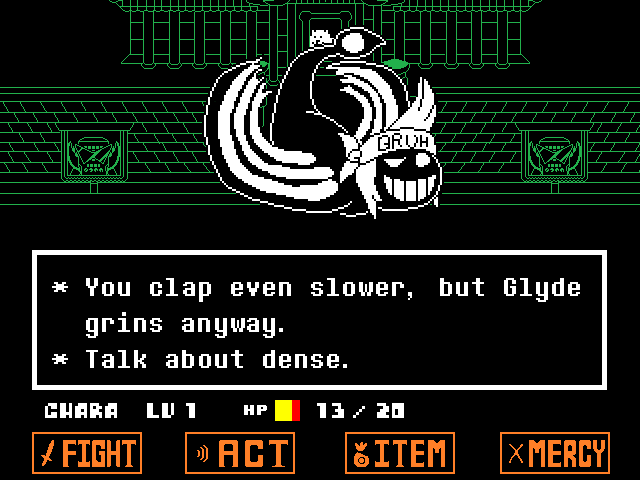 BRUH
* You clap even slower, but Glyde
grins anyway.
* Talk about dense.
CHARA LV 1 HP 13 / 20
FIGHT ACT ITEM MERCY